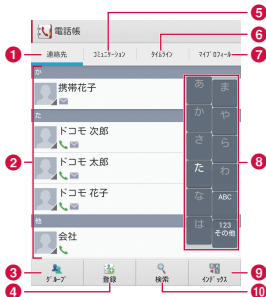 電話帳
5
6
1 連絡先 コミュニケーション タイムライン マイプロフィール 7
か
携帯花子
た
ドコモ 次郎
2 ドコモ 太郎
ドコモ 花子
他
会社
あ ま
か や
さ ら
た わ
な ABC
は 123 その他
8
3 グループ 登録 検索 インデックス 9
4
10